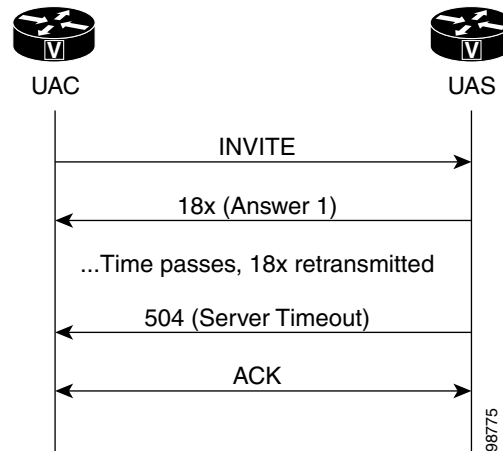 V V
UAC UAS
INVITE
18x (Answer 1)
...Time passes, 18x retransmitted
504 (Server Timeout)
ACK
98775